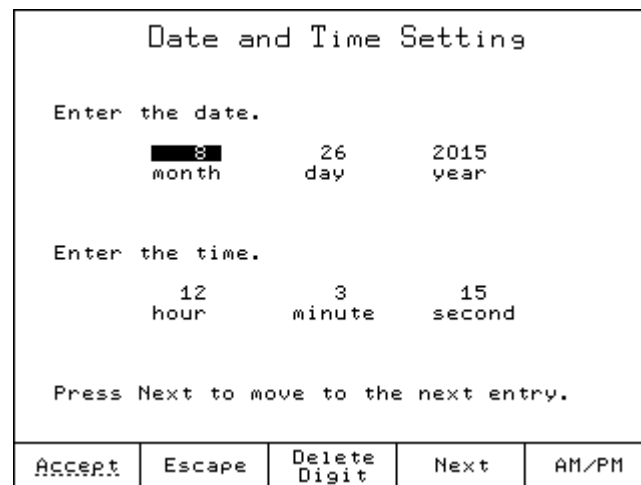 Date and Time Setting
Enter the date.
8 26 2015
month day year
Enter the time.
12 3 15
hour minute second
Press Next to move to the next entry.
Accept Escape Delete Digit Next AM/PM